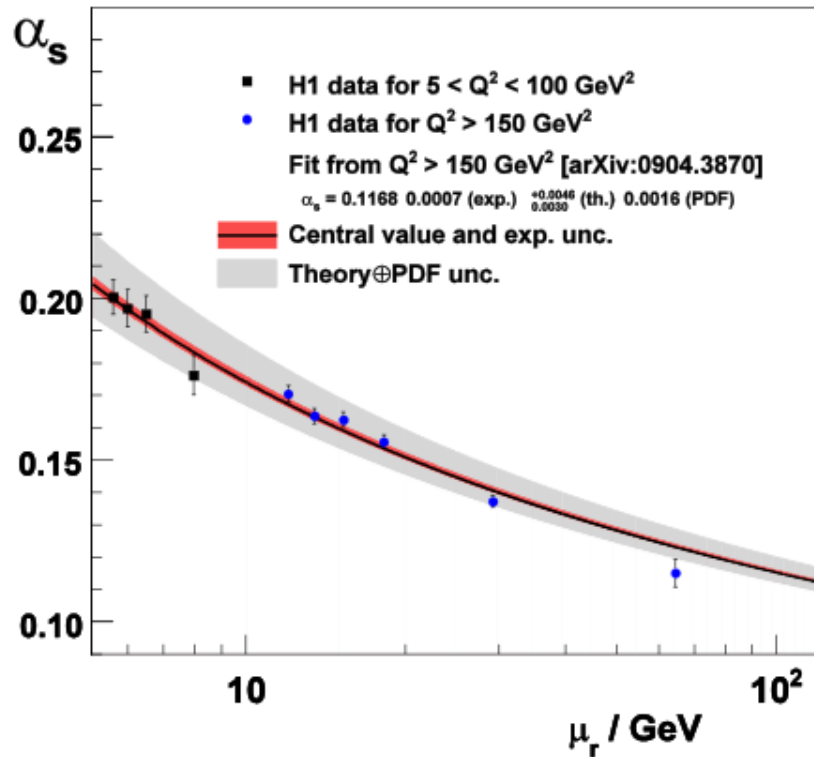 αs
H1 data for 5 < Q² < 100 GeV²
H1 data for Q² > 150 GeV²
Fit from Q² > 150 GeV² [arXiv:0904.3870]
αs = 0.1168 0.0007 (exp.) +0.0046 0.0030 (th.) 0.0016 (PDF)
Central value and exp. unc.
Theory⊕PDF unc.
0.25
0.20
0.15
0.10
10 10²
μr / GeV